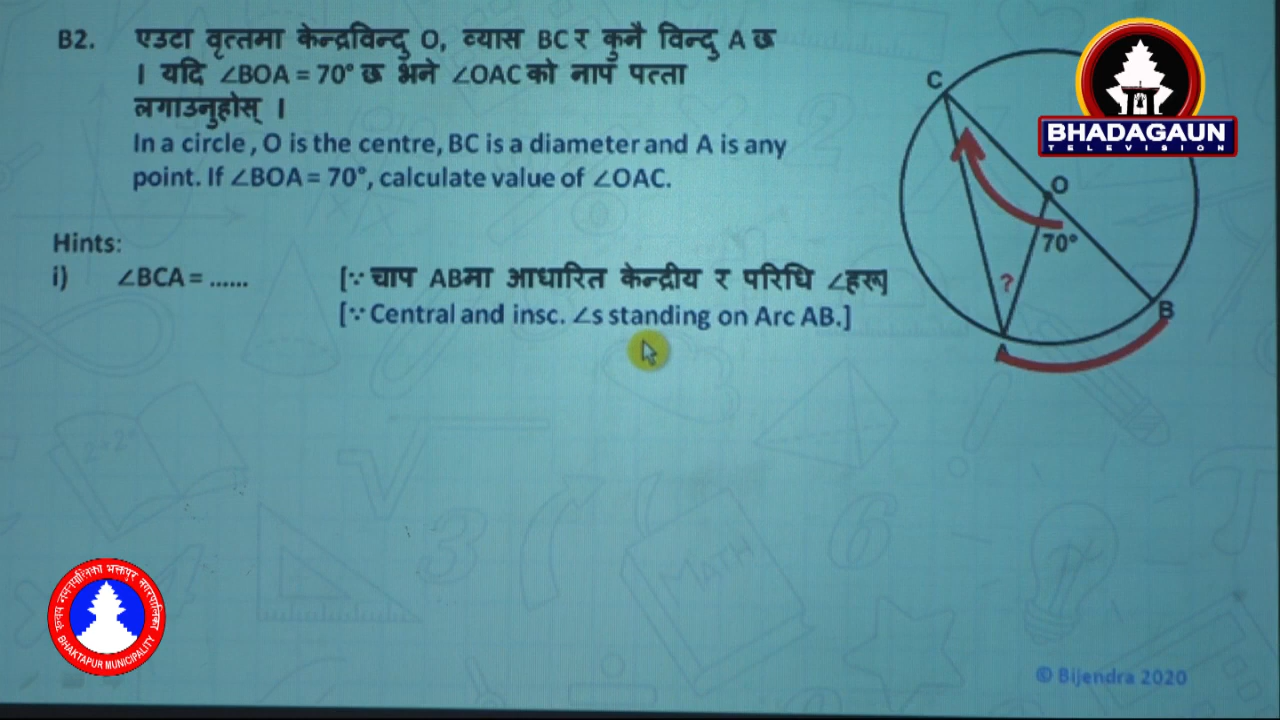 B2. एउटा वृत्तमा केन्द्रविन्दु O, व्यास BC र कुनै विन्दु A छ
। यदि ∠BOA = 70° छ भने ∠OAC को नाप पत्ता
लगाउनुहोस् ।
In a circle, O is the centre, BC is a diameter and A is any
point. If ∠BOA = 70°, calculate value of ∠OAC.
Hints:
i) ∠BCA = ...... [∵ चाप ABमा आधारित केन्द्रीय र परिधि ∠हरू]
[∵ Central and insc. ∠s standing on Arc AB.]
C
O
70°
?
B
A
BHADAGAUN
TELEVISION
BHAKTAPUR MUNICIPALITY
© Bijendra 2020